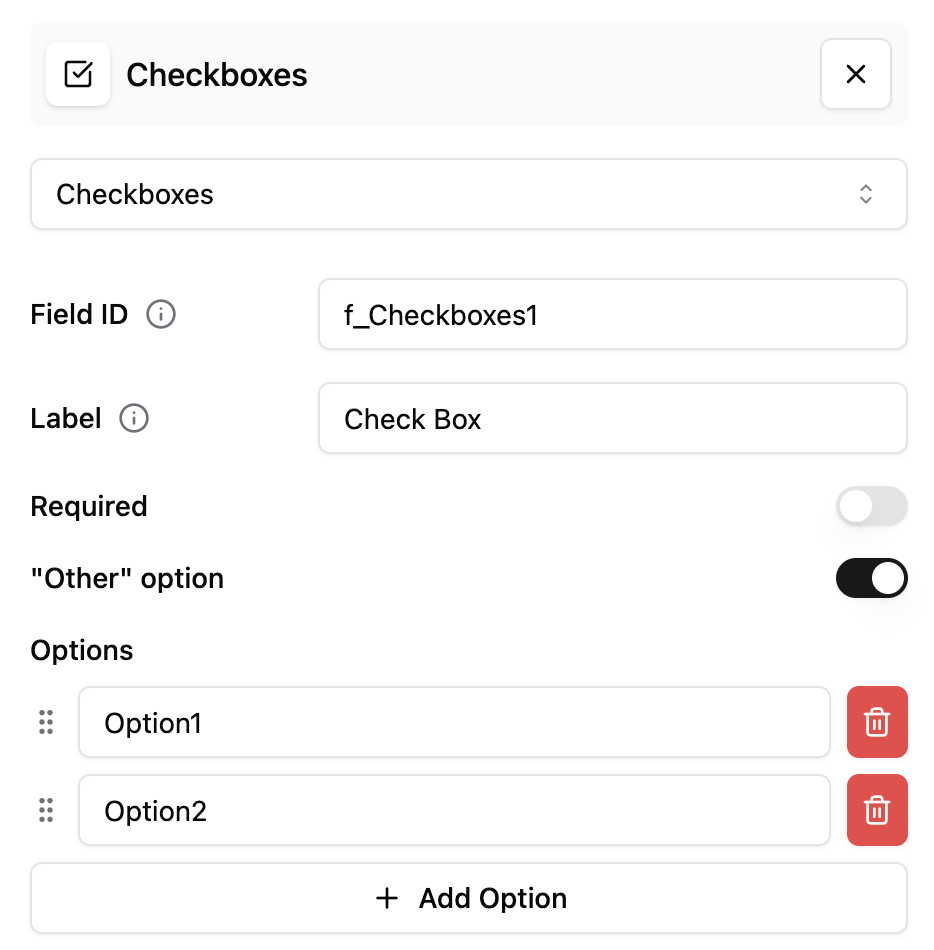 Checkboxes
Checkboxes
Field ID
f_Checkboxes1
Label
Check Box
Required
"Other" option
Options
Option1
Option2
Add Option